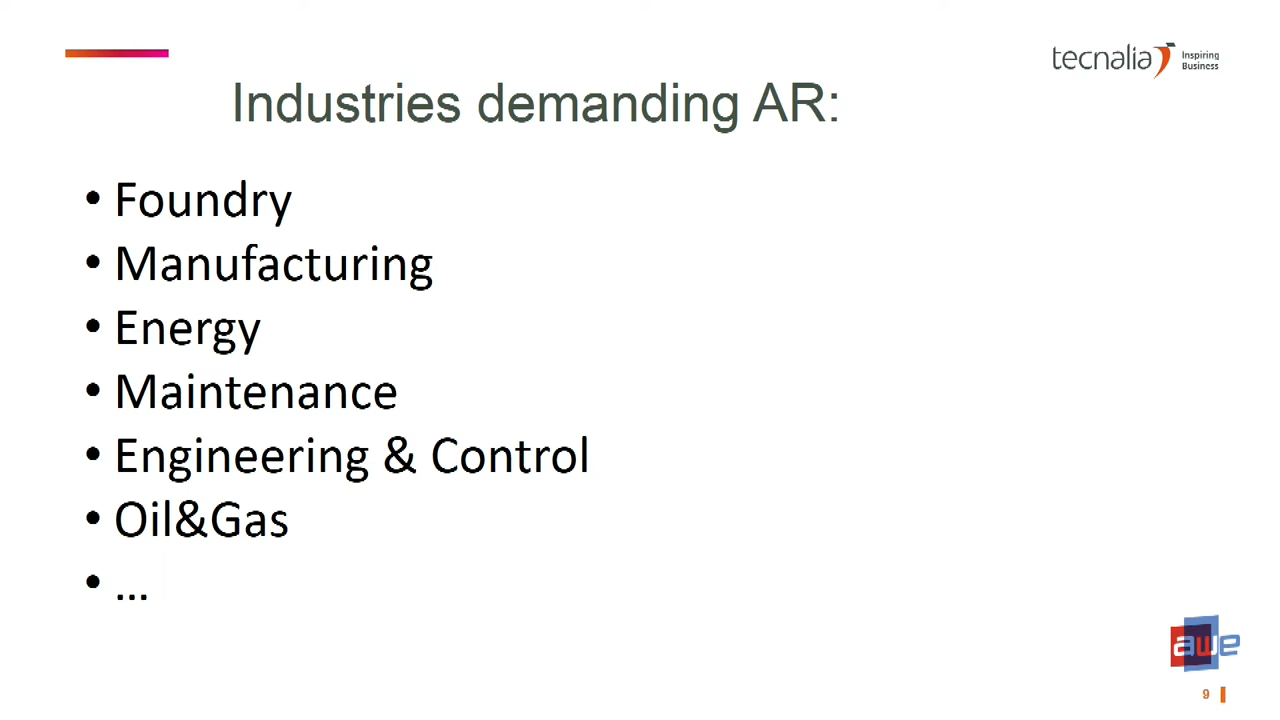 tecnalia Inspiring
Business
Industries demanding AR:
• Foundry
• Manufacturing
• Energy
• Maintenance
• Engineering & Control
• Oil&Gas
• ...
awe
9